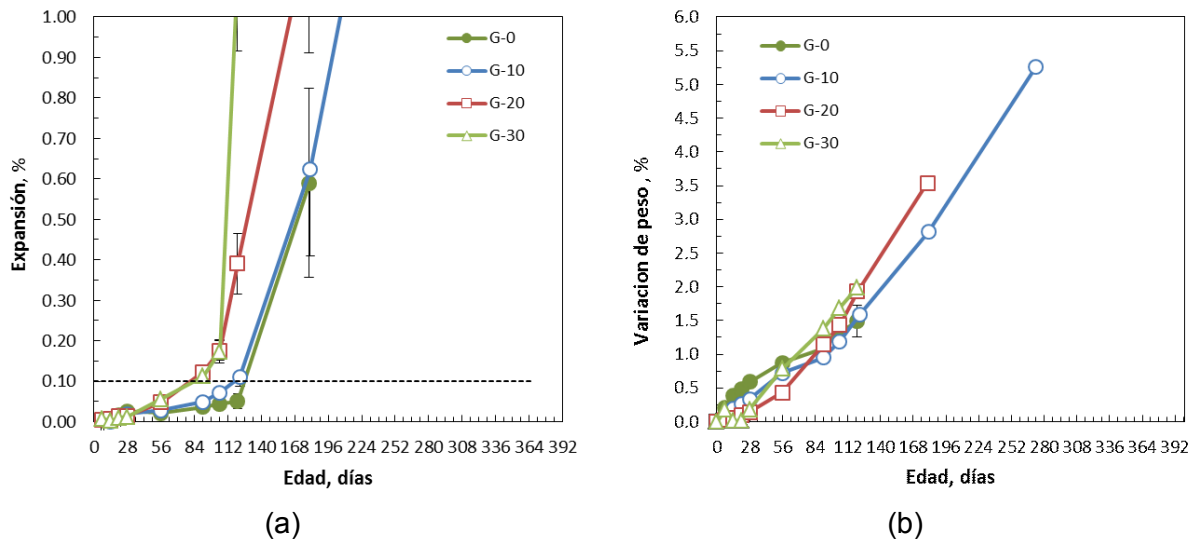 1.00
0.90
0.80
0.70
0.60
0.50
0.40
0.30
0.20
0.10
0.00
Expansión, %
G-0
G-10
G-20
G-30
0 28 56 84 112 140 168 196 224 252 280 308 336 364 392
Edad, días
(a)
6.0
5.5
5.0
4.5
4.0
3.5
3.0
2.5
2.0
1.5
1.0
0.5
0.0
Variacion de peso , %
G-0
G-10
G-20
G-30
0 28 56 84 112 140 168 196 224 252 280 308 336 364 392
Edad, días
(b)